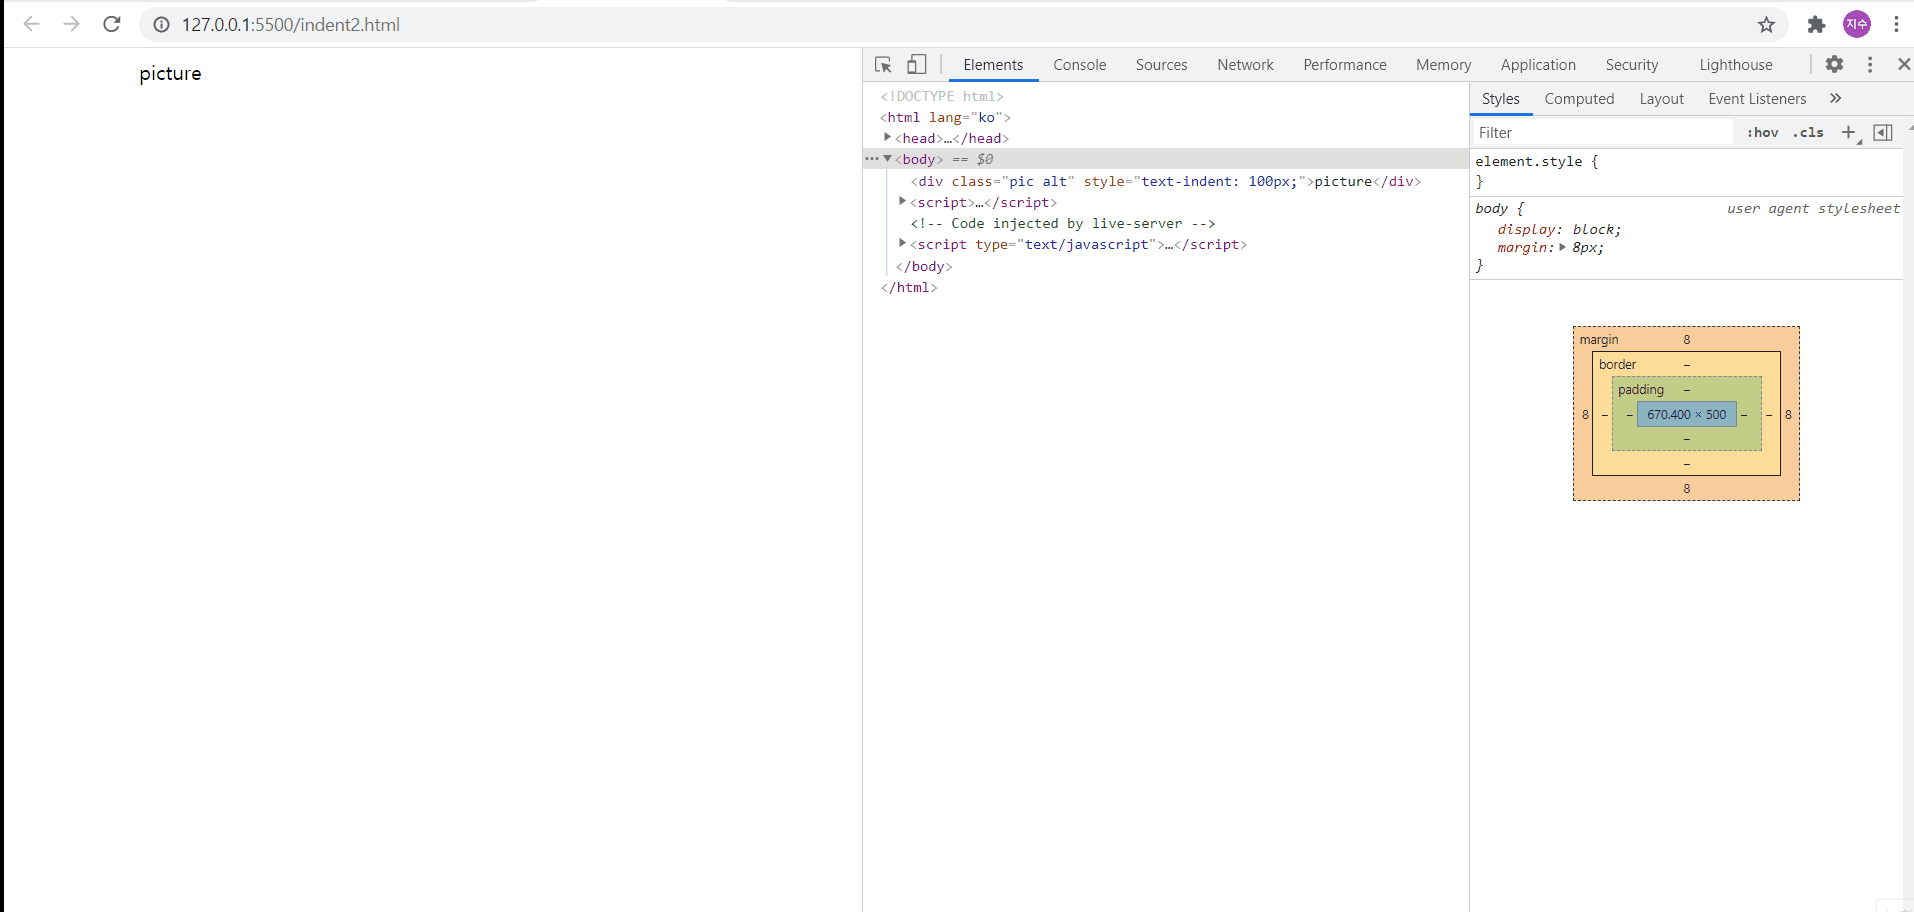 127.0.0.1:5500/indent2.html
지수
picture
Elements Console Sources Network Performance Memory Application Security Lighthouse
<!DOCTYPE html>
<html lang="ko">
<head>…</head>
<body> == $0
<div class="pic alt" style="text-indent: 100px;">picture</div>
<script>…</script>
<!-- Code injected by live-server -->
<script type="text/javascript">…</script>
</body>
</html>
Styles Computed Layout Event Listeners »
Filter :hov .cls +
element.style {
}
body { user agent stylesheet
display: block;
margin: 8px;
}
margin 8
border –
padding –
8 – – 670.400 × 500 – – 8
–
–
8